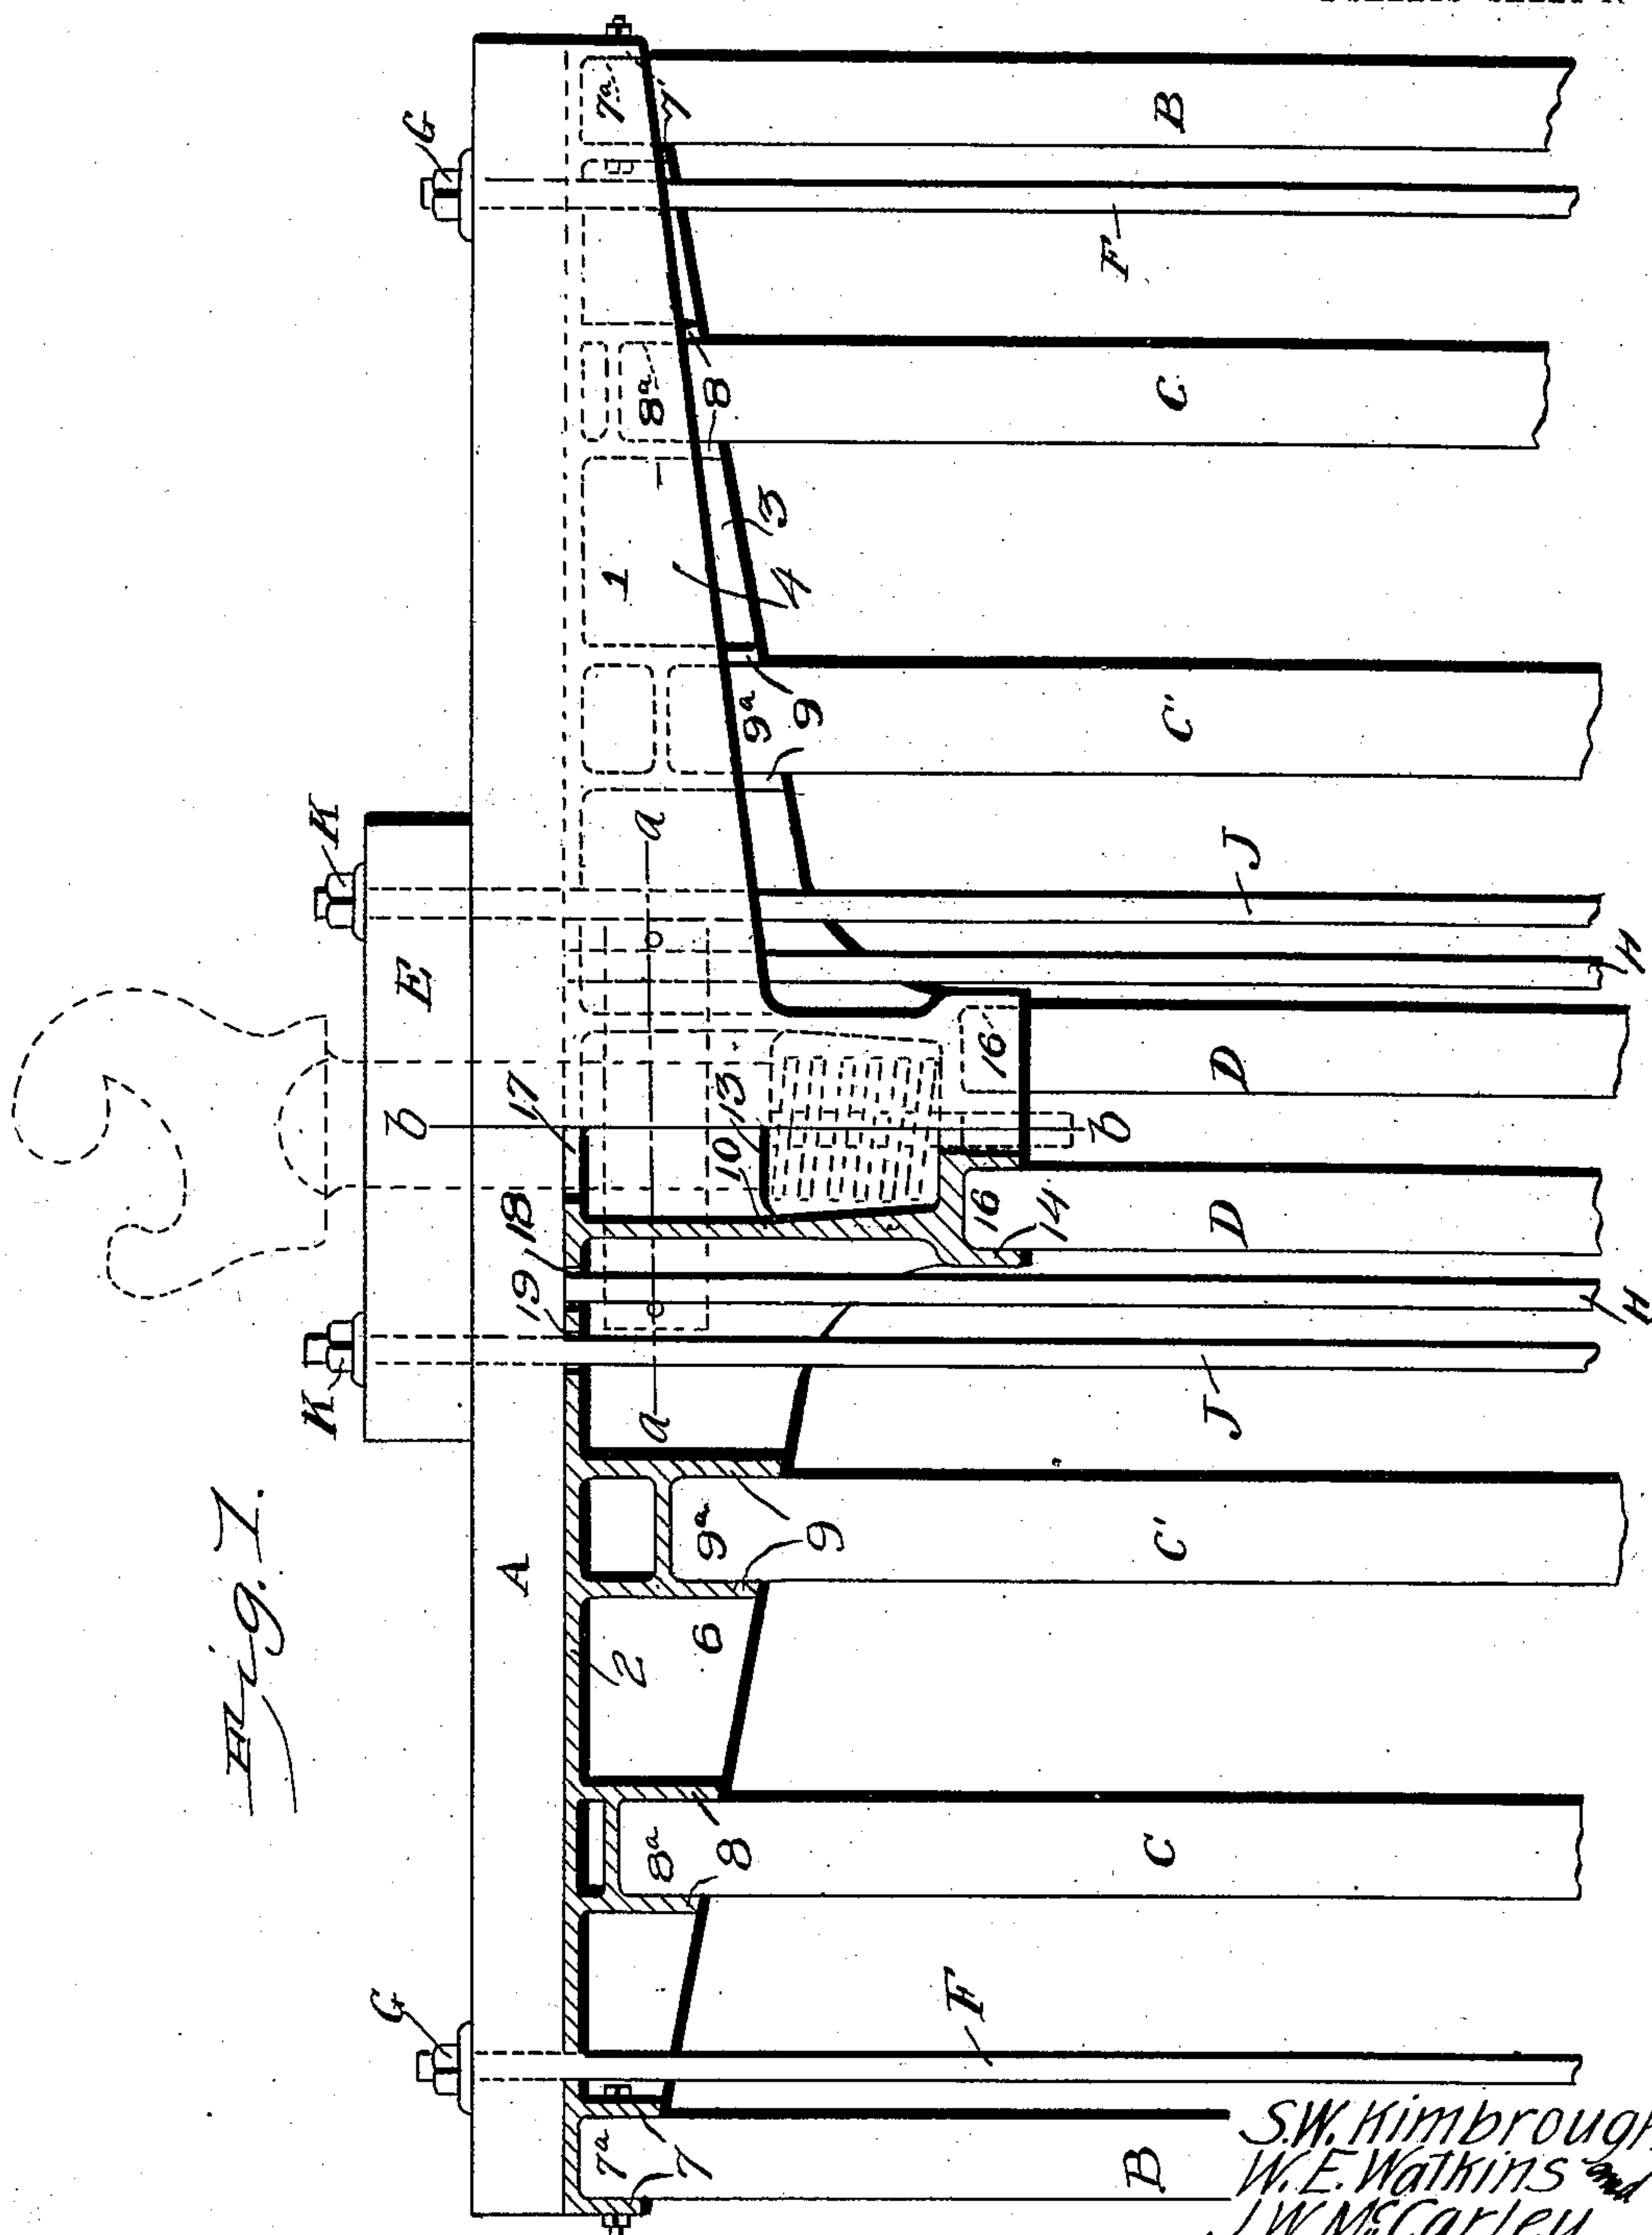 Fig. 1.
G
7ª
7
B
F
8ª
8
C
1
3
4
9ª
9
C'
K
E
a
J
H
b
17
10
13
16
D
b
18
16
14
D
19
K
a
H
J
A
9ª
9
C'
2
6
8ª
8
C
G
F
7ª
7
B
S.W. Kimbrough
W.E. Watkins and
J.W. McCarley